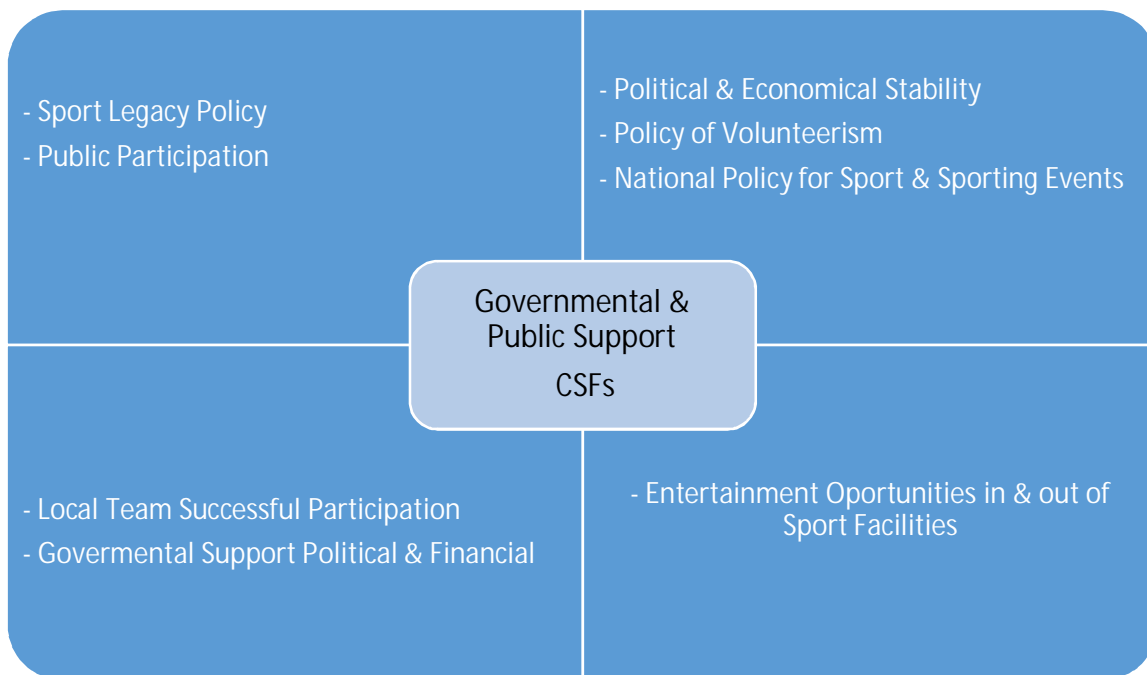 - Sport Legacy Policy
- Public Participation
- Political & Economical Stability
- Policy of Volunteerism
- National Policy for Sport & Sporting Events
Governmental &
Public Support
CSFs
- Local Team Successful Participation
- Govermental Support Political & Financial
- Entertainment Oportunities in & out of
Sport Facilities